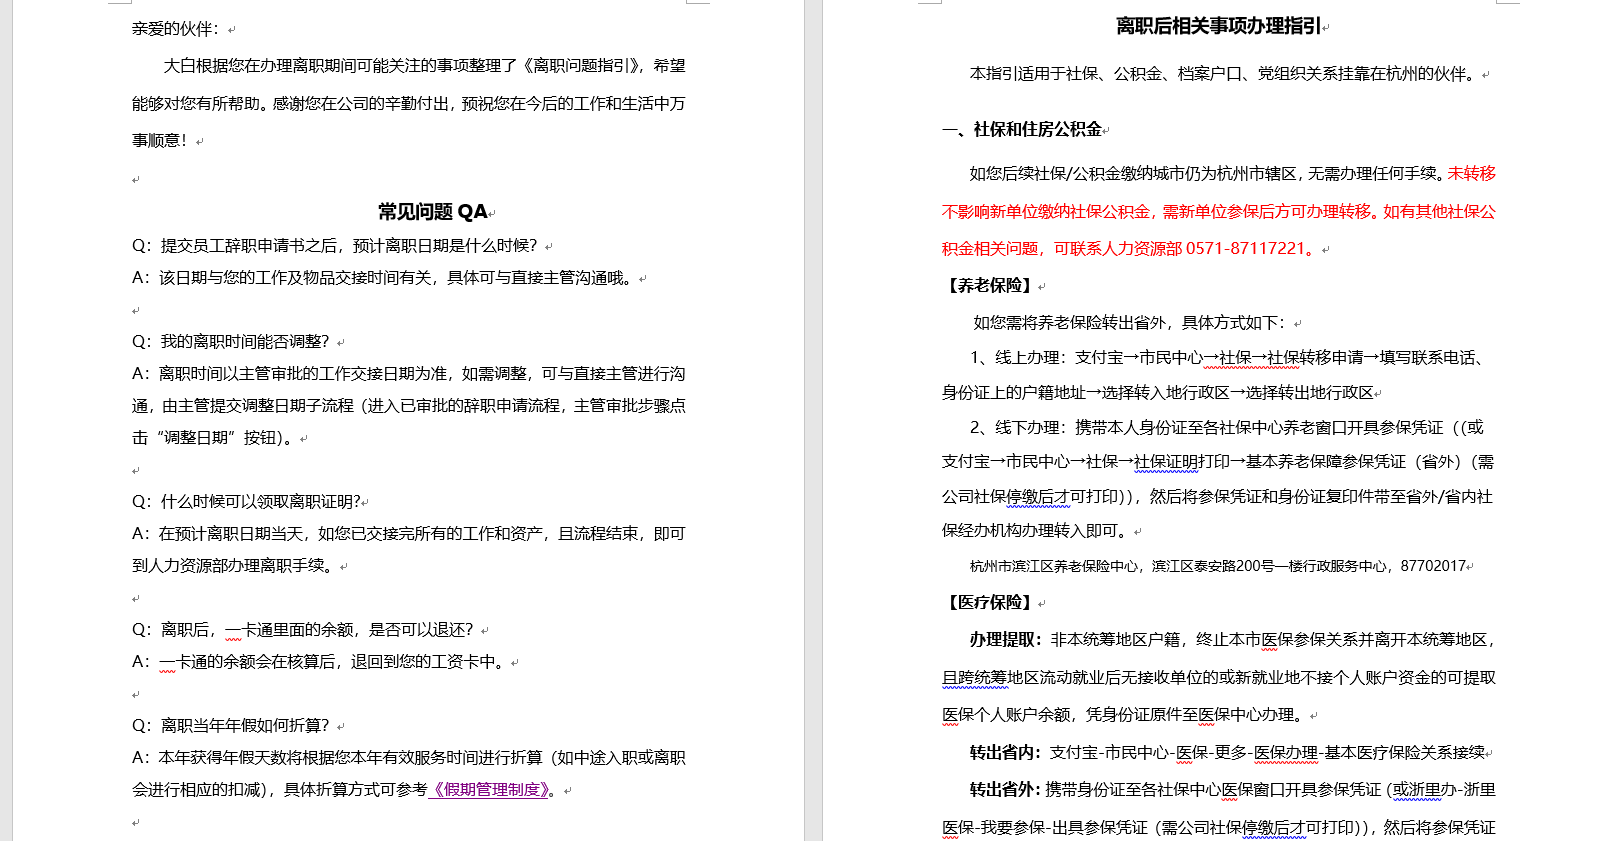 亲爱的伙伴：
大白根据您在办理离职期间可能关注的事项整理了《离职问题指引》，希望
能够对您有所帮助。感谢您在公司的辛勤付出，预祝您在今后的工作和生活中万
事顺意！
常见问题 QA
Q：提交员工辞职申请书之后，预计离职日期是什么时候？
A：该日期与您的工作及物品交接时间有关，具体可与直接主管沟通哦。
Q：我的离职时间能否调整？
A：离职时间以主管审批的工作交接日期为准，如需调整，可与直接主管进行沟
通，由主管提交调整日期子流程（进入已审批的辞职申请流程，主管审批步骤点
击“调整日期”按钮）。
Q：什么时候可以领取离职证明?
A：在预计离职日期当天，如您已交接完所有的工作和资产，且流程结束，即可
到人力资源部办理离职手续。
Q：离职后，一卡通里面的余额，是否可以退还？
A：一卡通的余额会在核算后，退回到您的工资卡中。
Q：离职当年年假如何折算？
A：本年获得年假天数将根据您本年有效服务时间进行折算（如中途入职或离职
会进行相应的扣减），具体折算方式可参考《假期管理制度》。
离职后相关事项办理指引
本指引适用于社保、公积金、档案户口、党组织关系挂靠在杭州的伙伴。
一、社保和住房公积金
如您后续社保/公积金缴纳城市仍为杭州市辖区，无需办理任何手续。未转移
不影响新单位缴纳社保公积金，需新单位参保后方可办理转移。如有其他社保公
积金相关问题，可联系人力资源部 0571-87117221。
【养老保险】
如您需将养老保险转出省外，具体方式如下：
1、线上办理：支付宝→市民中心→社保→社保转移申请→填写联系电话、
身份证上的户籍地址→选择转入地行政区→选择转出地行政区
2、线下办理：携带本人身份证至各社保中心养老窗口开具参保凭证（（或
支付宝→市民中心→社保→社保证明打印→基本养老保障参保凭证（省外）（需
公司社保停缴后才可打印）），然后将参保凭证和身份证复印件带至省外/省内社
保经办机构办理转入即可。
杭州市滨江区养老保险中心，滨江区泰安路200号一楼行政服务中心，87702017
【医疗保险】
办理提取：非本统筹地区户籍，终止本市医保参保关系并离开本统筹地区，
且跨统筹地区流动就业后无接收单位的或新就业地不接个人账户资金的可提取
医保个人账户余额，凭身份证原件至医保中心办理。
转出省内：支付宝-市民中心-医保-更多-医保办理-基本医疗保险关系接续
转出省外：携带身份证至各社保中心医保窗口开具参保凭证（或浙里办-浙里
医保-我要参保-出具参保凭证（需公司社保停缴后才可打印）），然后将参保凭证